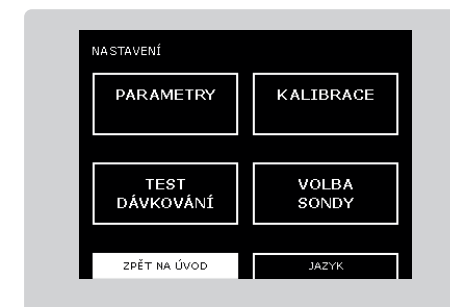 NASTAVENÍ
PARAMETRY
KALIBRACE
TEST
DÁVKOVÁNÍ
VOLBA
SONDY
ZPĚT NA ÚVOD
JAZYK